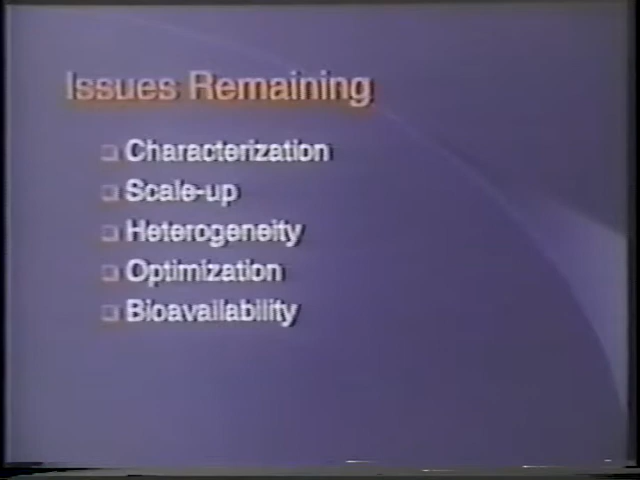 Issues Remaining
Characterization
Scale-up
Heterogeneity
Optimization
Bioavailability